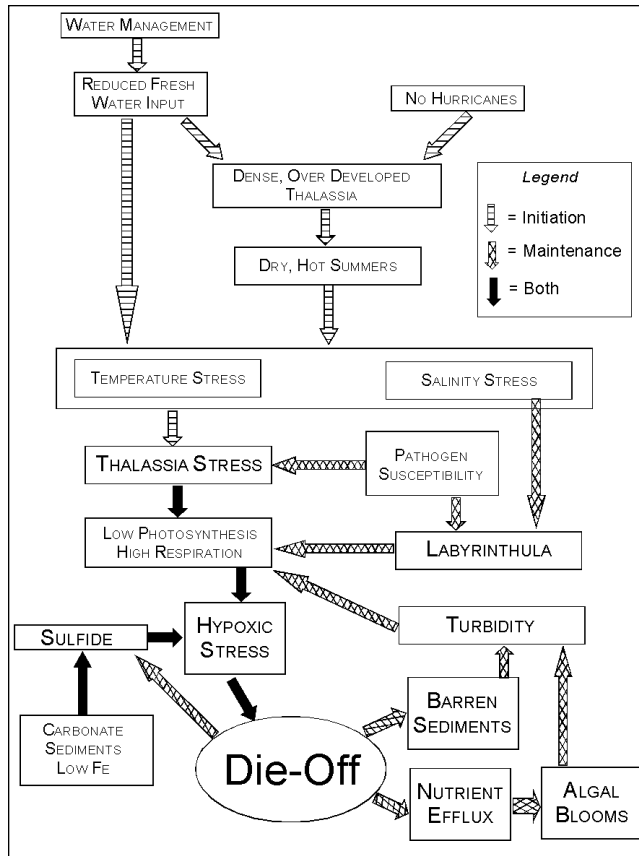 Water Management
Reduced Fresh
Water Input
No Hurricanes
Dense, Over Developed
Thalassia
Legend
= Initiation
= Maintenance
= Both
Dry, Hot Summers
Temperature Stress
Salinity Stress
Thalassia Stress
Pathogen
Susceptibility
Low Photosynthesis
High Respiration
Labyrinthula
Sulfide
Hypoxic
Stress
Turbidity
Carbonate
Sediments
Low Fe
Die-Off
Barren
Sediments
Nutrient
Efflux
Algal
Blooms